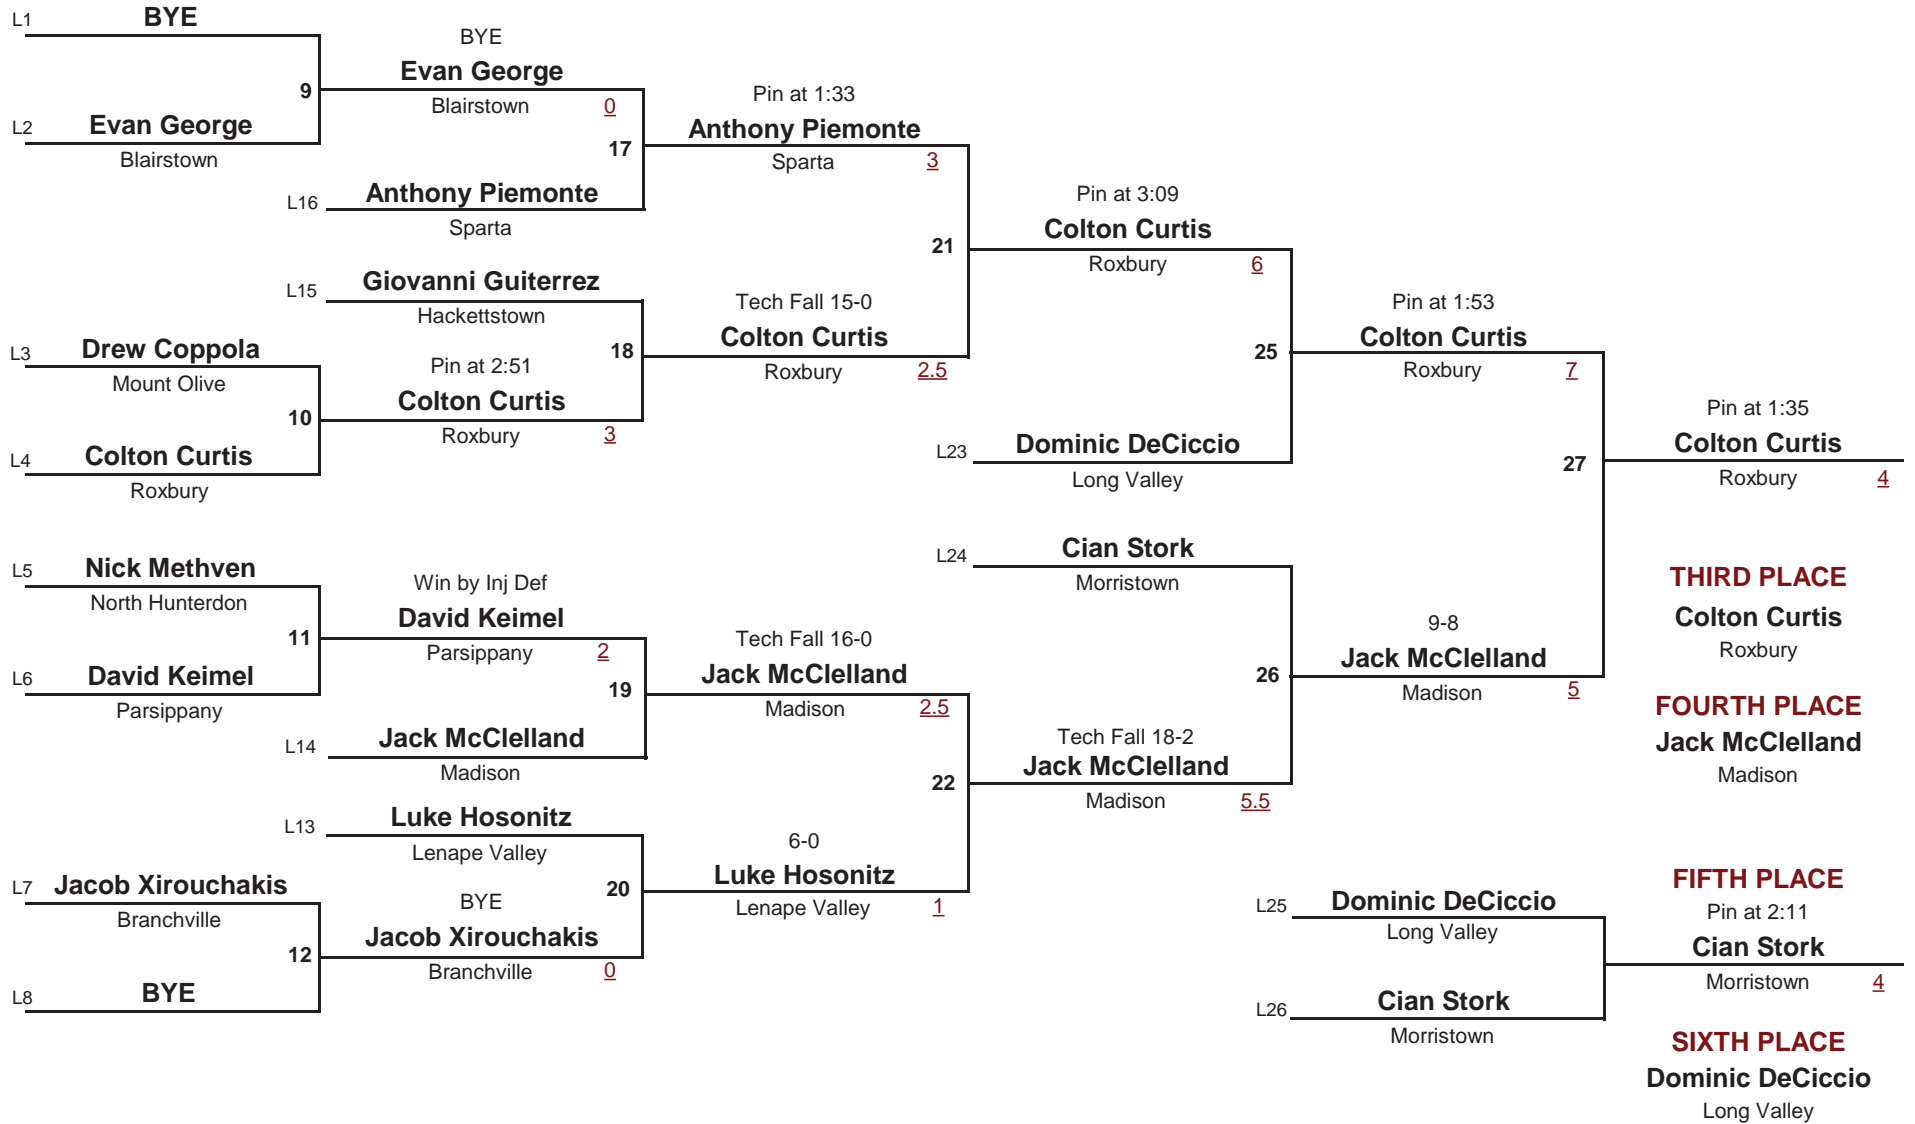 L1 BYE
9
L2 Evan George
Blairstown
BYE
Evan George
Blairstown 0
17
L16 Anthony Piemonte
Sparta
Pin at 1:33
Anthony Piemonte
Sparta 3
21
L15 Giovanni Guiterrez
Hackettstown
18
L3 Drew Coppola
Mount Olive
10
L4 Colton Curtis
Roxbury
Pin at 2:51
Colton Curtis
Roxbury 3
Tech Fall 15-0
Colton Curtis
Roxbury 2.5
Pin at 3:09
Colton Curtis
Roxbury 6
25
L23 Dominic DeCiccio
Long Valley
Pin at 1:53
Colton Curtis
Roxbury 7
27
Pin at 1:35
Colton Curtis
Roxbury 4
L5 Nick Methven
North Hunterdon
11
L6 David Keimel
Parsippany
Win by Inj Def
David Keimel
Parsippany 2
19
L14 Jack McClelland
Madison
Tech Fall 16-0
Jack McClelland
Madison 2.5
22
L13 Luke Hosonitz
Lenape Valley
20
L7 Jacob Xirouchakis
Branchville
12
L8 BYE
BYE
Jacob Xirouchakis
Branchville 0
6-0
Luke Hosonitz
Lenape Valley 1
L24 Cian Stork
Morristown
26
Tech Fall 18-2
Jack McClelland
Madison 5.5
9-8
Jack McClelland
Madison 5
THIRD PLACE
Colton Curtis
Roxbury
FOURTH PLACE
Jack McClelland
Madison
L25 Dominic DeCiccio
Long Valley
L26 Cian Stork
Morristown
FIFTH PLACE
Pin at 2:11
Cian Stork
Morristown 4
SIXTH PLACE
Dominic DeCiccio
Long Valley